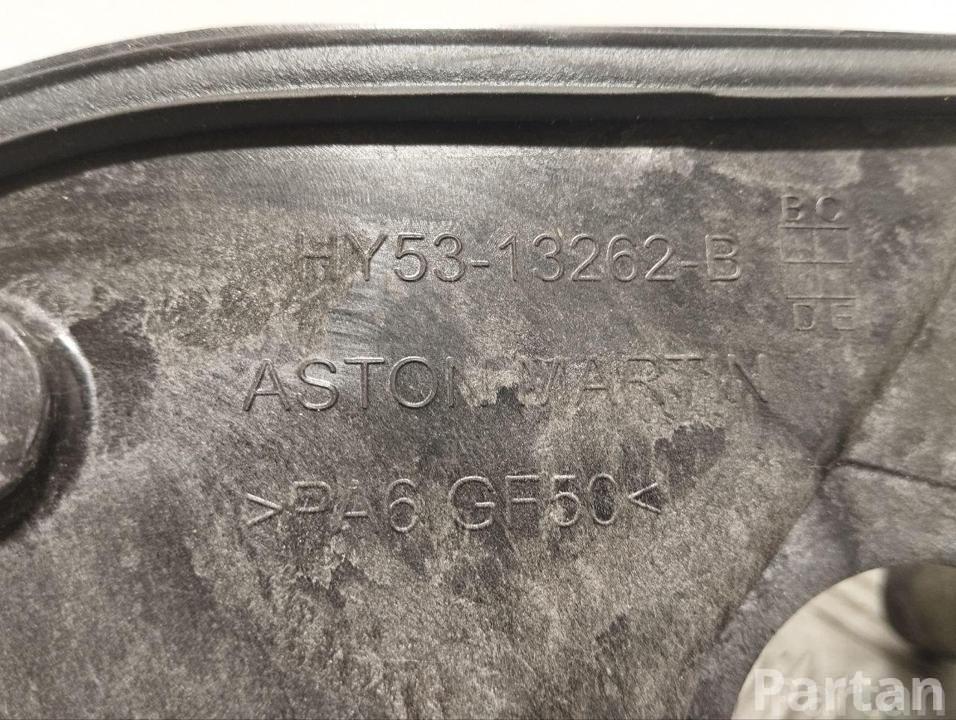 HY53-13262-B
BC
DE
ASTON MARTIN
>PA6 GF50<
Partan